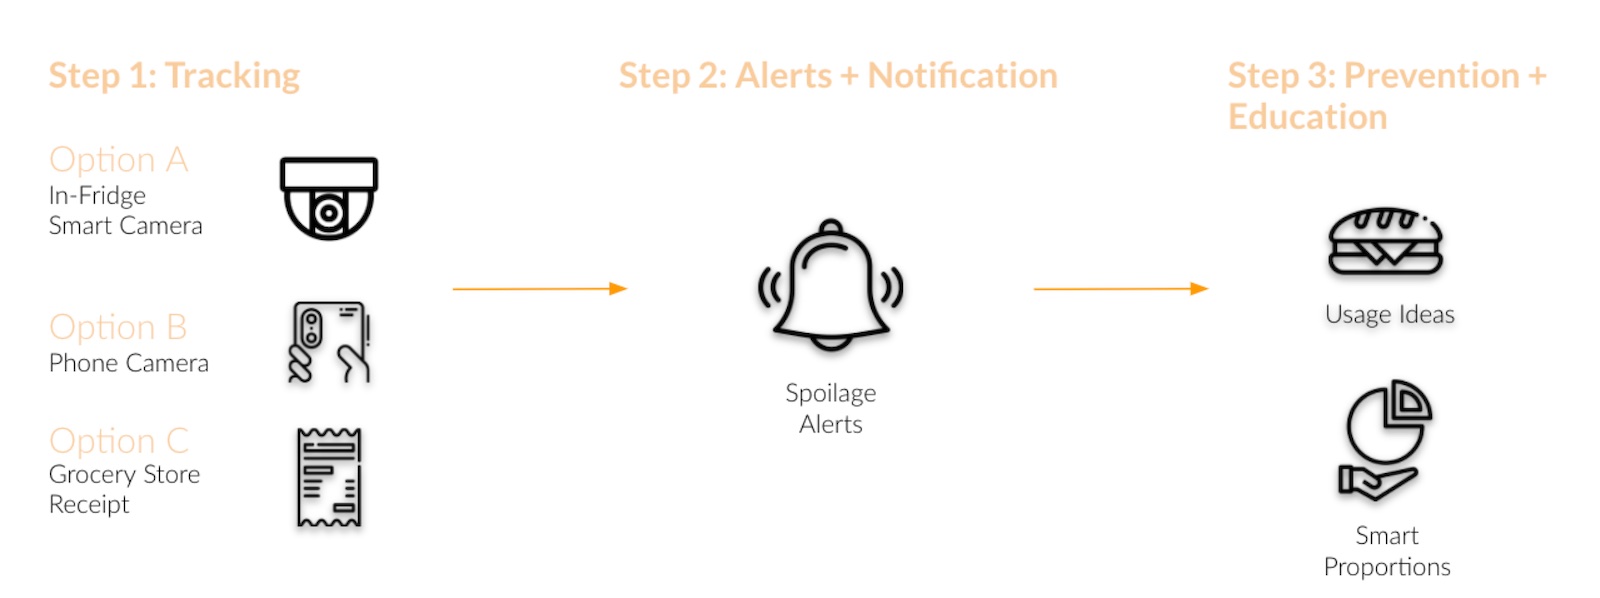 Step 1: Tracking
Option A
In-Fridge
Smart Camera
Option B
Phone Camera
Option C
Grocery Store
Receipt
Step 2: Alerts + Notification
Spoilage
Alerts
Step 3: Prevention +
Education
Usage Ideas
Smart
Proportions